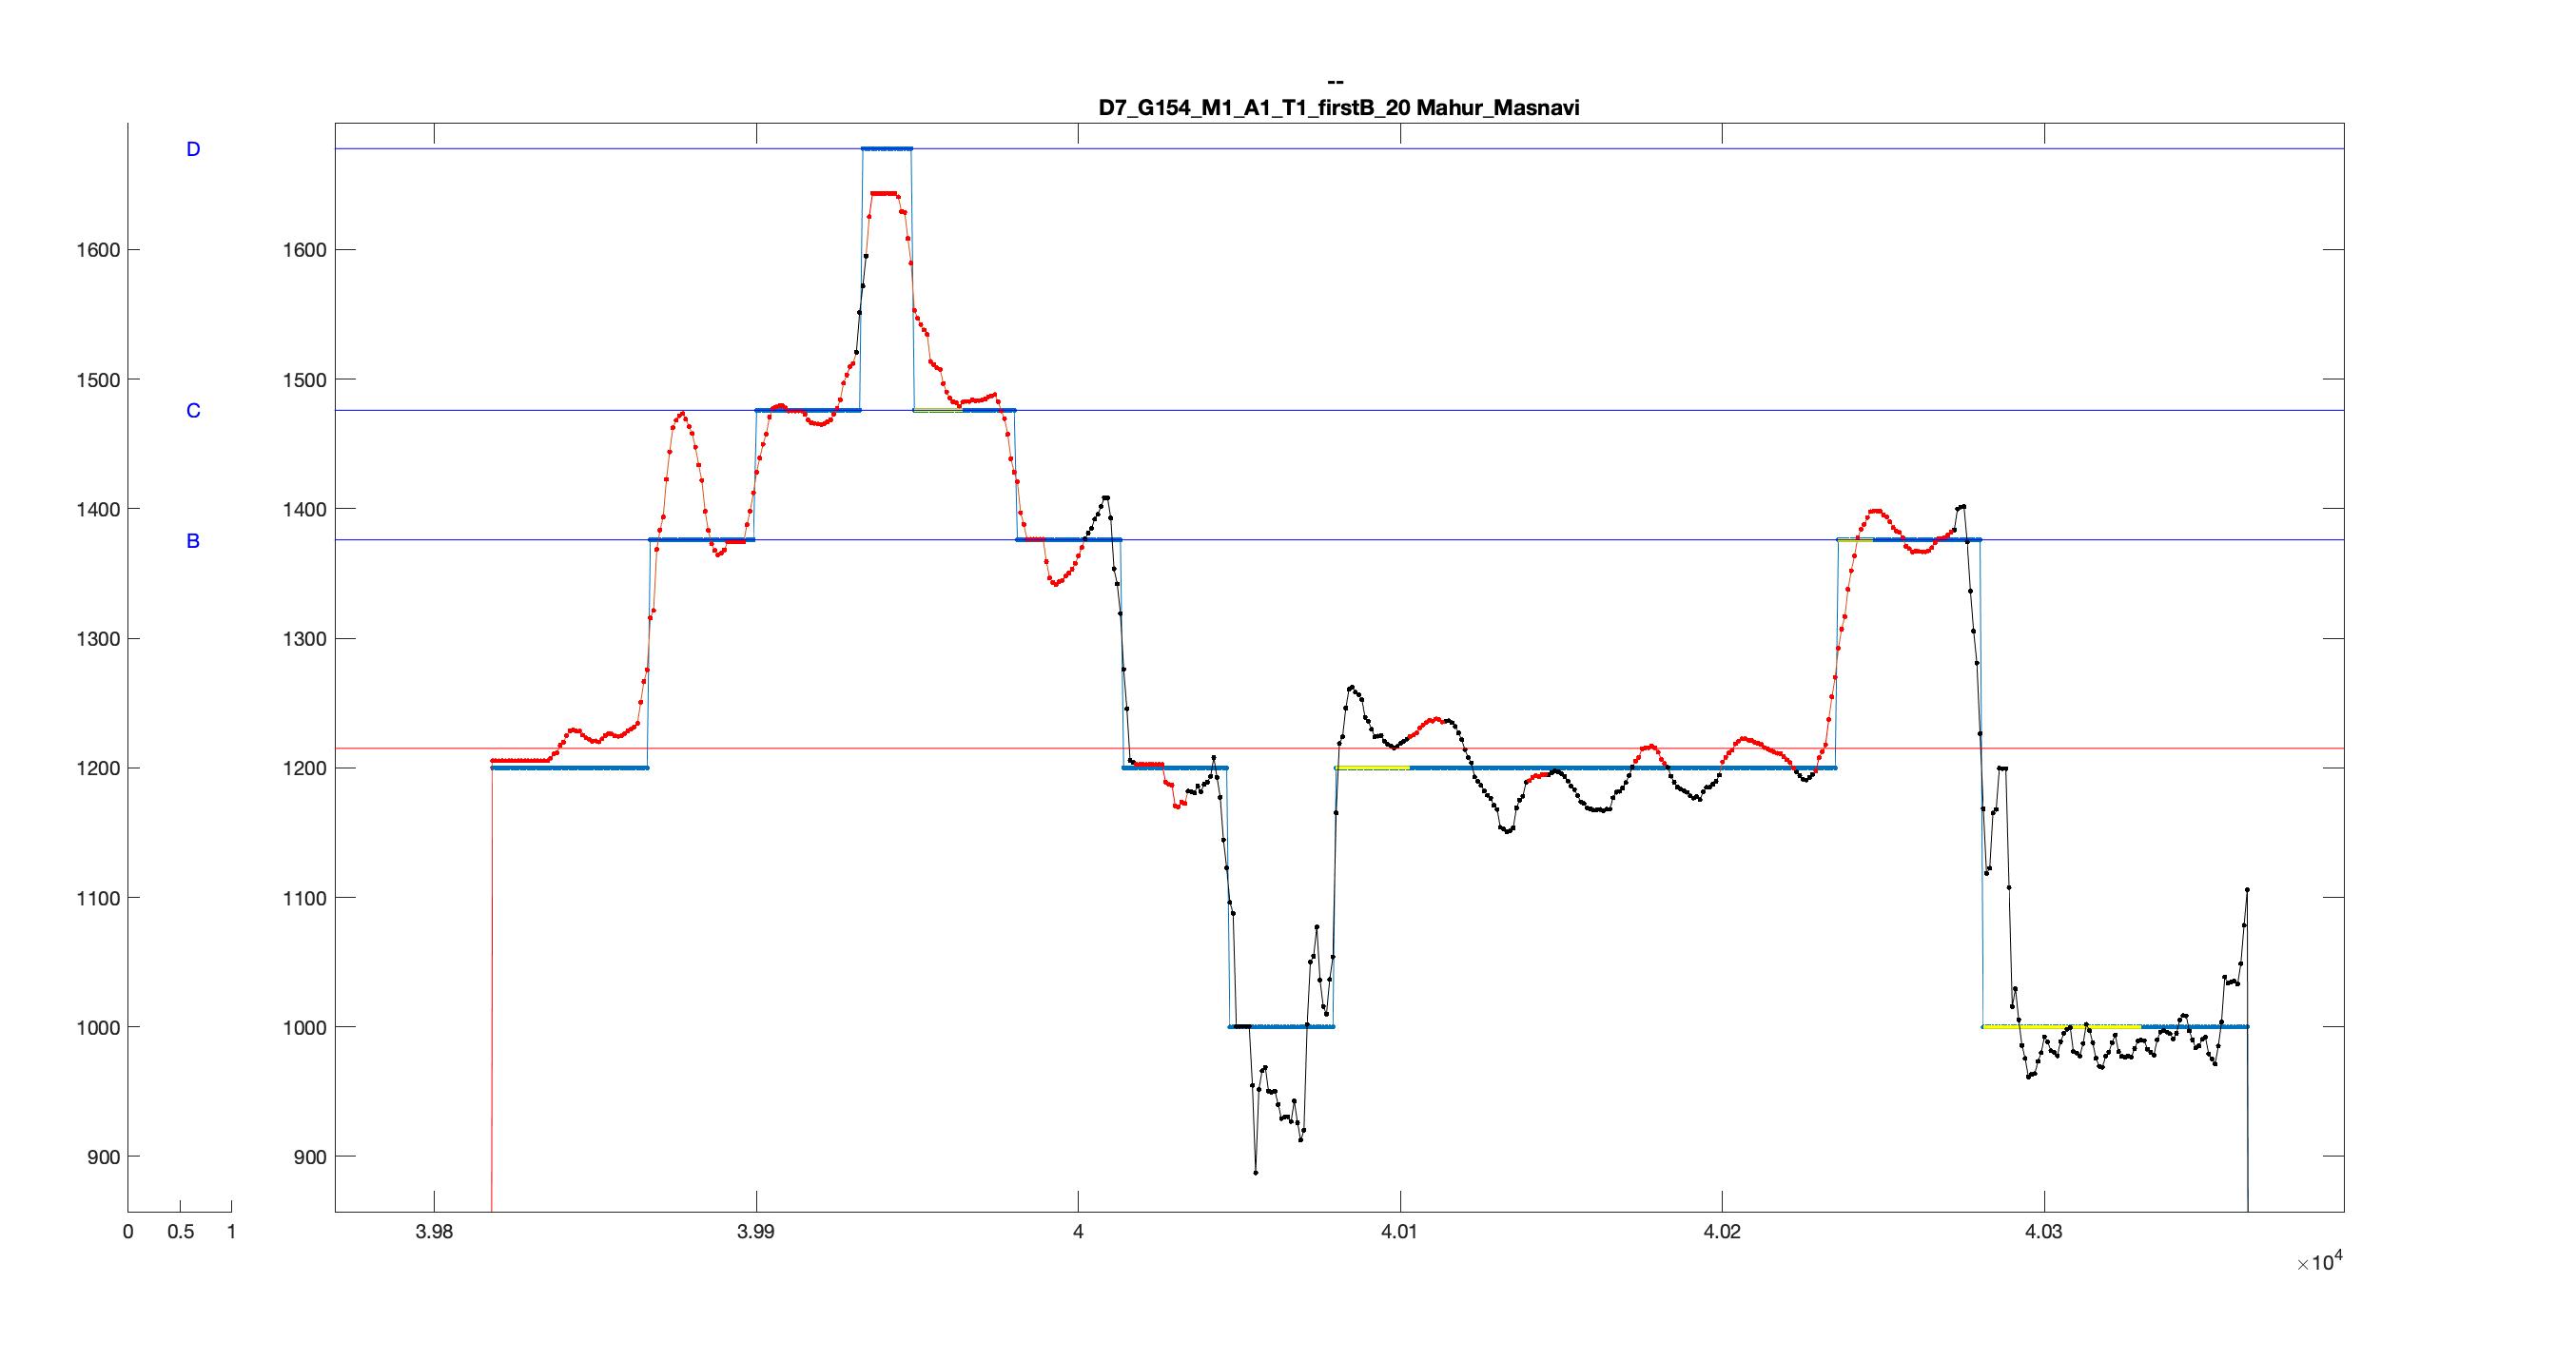 --
D7_G154_M1_A1_T1_firstB_20 Mahur_Masnavi
D
1600 1600
1500 1500
C
1400 1400
B
1300 1300
1200 1200
1100 1100
1000 1000
900 900
0 0.5 1 3.98 3.99 4 4.01 4.02 4.03
×10⁴